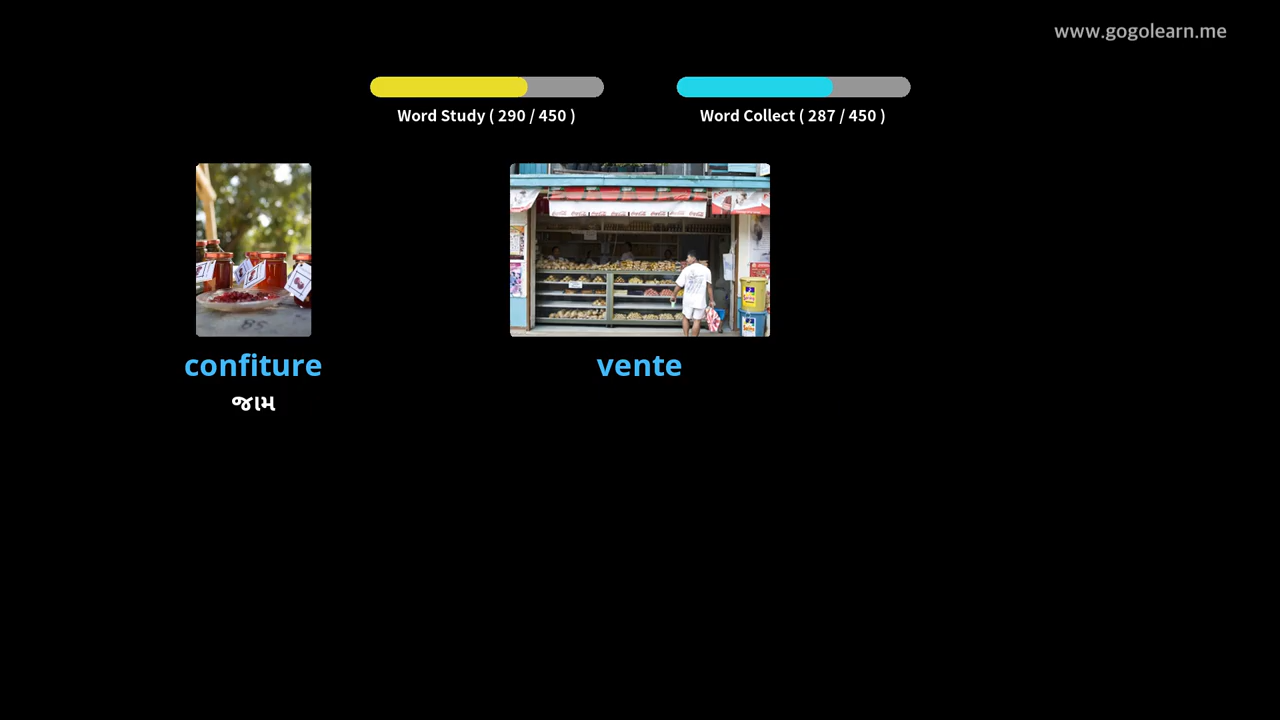 www.gogolearn.me
Word Study ( 290 / 450 )
Word Collect ( 287 / 450 )
confiture
vente
જામ